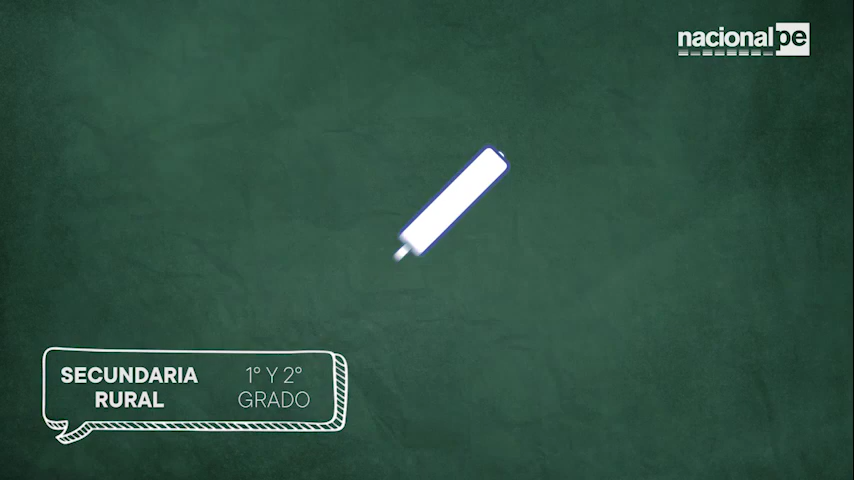 nacionalpe
SECUNDARIA
RURAL
1° Y 2°
GRADO